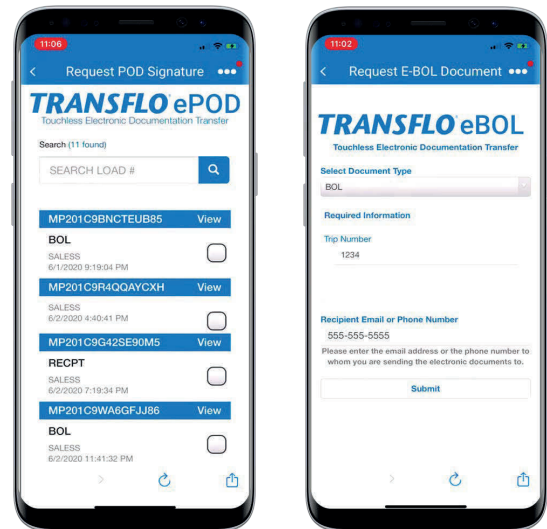 11:06
Request POD Signature
TRANSFLO ePOD
Touchless Electronic Documentation Transfer
Search (11 found)
SEARCH LOAD #
MP201C9BNCTEUB85 View
BOL
SALESS
6/1/2020 9:19:04 PM
MP201C9R4QQAYCXH View
SALESS
6/2/2020 4:40:41 PM
MP201C9G42SE90M5 View
RECPT
SALESS
6/2/2020 7:19:34 PM
MP201C9WA6GFJJ86 View
BOL
SALESS
6/2/2020 11:41:32 PM
11:02
Request E-BOL Document
TRANSFLO eBOL
Touchless Electronic Documentation Transfer
Select Document Type
BOL
Required Information
Trip Number
1234
Recipient Email or Phone Number
555-555-5555
Please enter the email address or the phone number to
whom you are sending the electronic documents to.
Submit